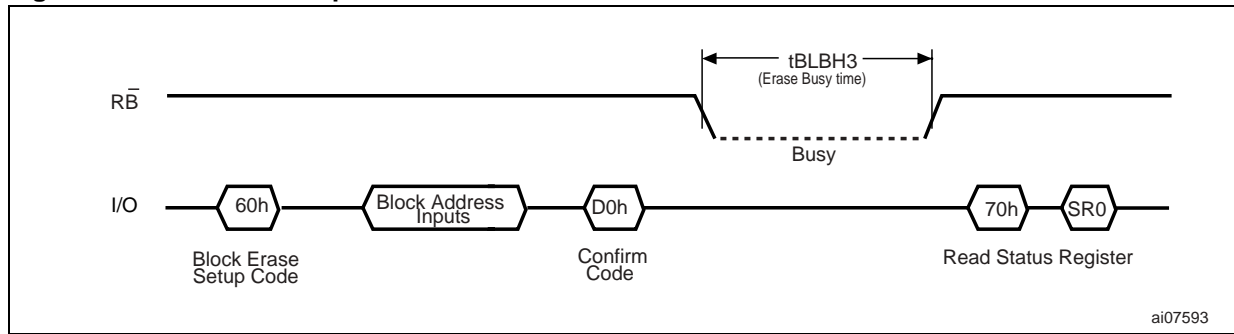 tBLBH3
(Erase Busy time)
RB̅
Busy
I/O
60h
Block Address
Inputs
D0h
70h
SR0
Block Erase
Setup Code
Confirm
Code
Read Status Register
ai07593